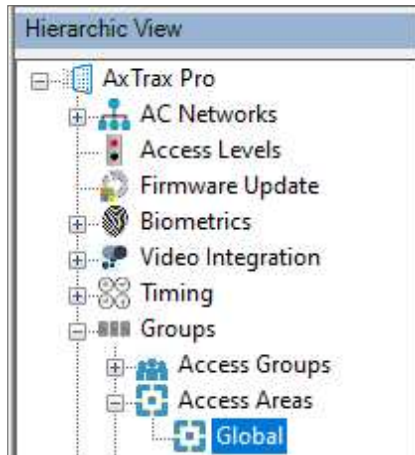 Hierarchic View
AxTrax Pro
AC Networks
Access Levels
Firmware Update
Biometrics
Video Integration
Timing
Groups
Access Groups
Access Areas
Global